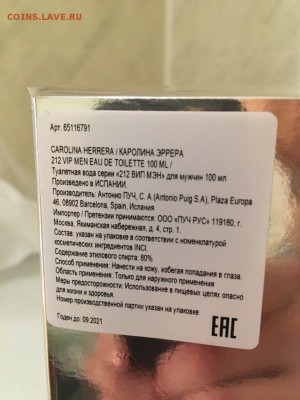 COINS.LAVE.RU
Арт. 65116791
CAROLINA HERRERA / КАРОЛИНА ЭРРЕРА
212 VIP MEN EAU DE TOILETTE 100 ML /
Туалетная вода серии «212 ВИП МЭН» для мужчин 100 мл
Произведено в ИСПАНИИ.
Производитель: Антонио ПУЧ, С. А (Antonio Puig S.A), Plaza Europa
46, 08902 Barcelona, Spain, Испания
Импортер / Претензии принимаются: ООО «ПУЧ РУС» 119180, г.
Москва, Якиманская набережная, д. 4, стр. 1.
Состав: указан на упаковке в соответствии с номенклатурой
косметических ингредиентов INCI.
Содержание этилового спирта: 80%
Способ применения: Нанести на кожу, избегая попадания в глаза.
Область применения: Только для наружного применения
Меры предосторожности: Использование в пищевых целях опасно
для жизни и здоровья.
Номер производственной партии указан на упаковке
Годен до: 09.2021
EAC